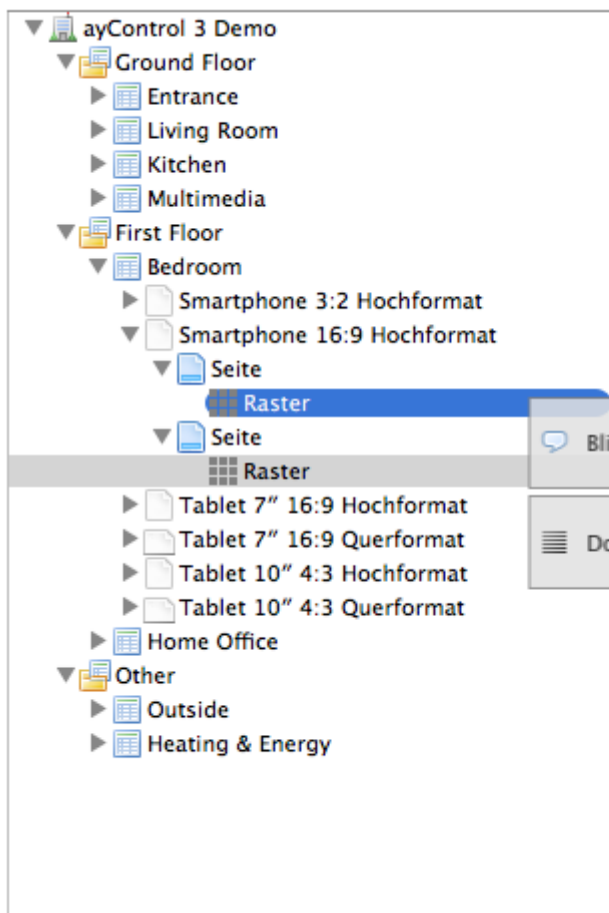 ayControl 3 Demo
Ground Floor
Entrance
Living Room
Kitchen
Multimedia
First Floor
Bedroom
Smartphone 3:2 Hochformat
Smartphone 16:9 Hochformat
Seite
Raster
Seite
Bli
Raster
Tablet 7″ 16:9 Hochformat
Tablet 7″ 16:9 Querformat
Do
Tablet 10″ 4:3 Hochformat
Tablet 10″ 4:3 Querformat
Home Office
Other
Outside
Heating & Energy